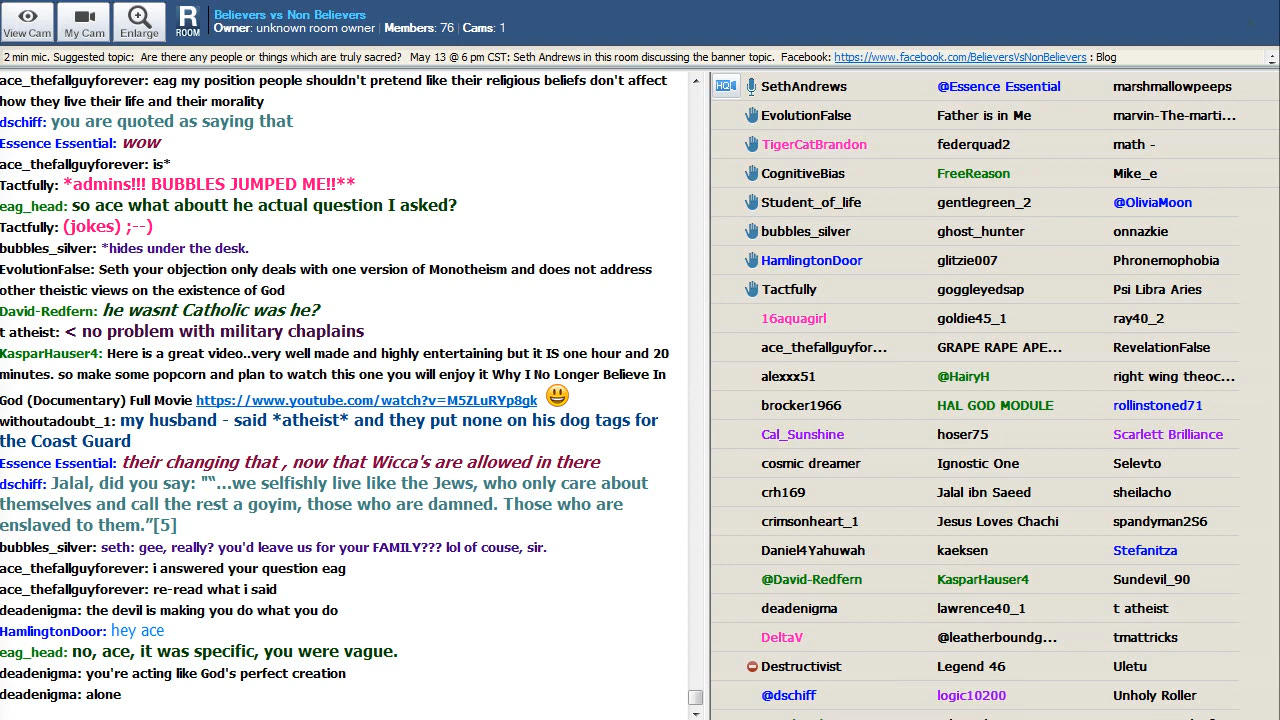 Believers vs Non Believers
Owner: unknown room owner | Members: 76 | Cams: 1
View Cam My Cam Enlarge R ROOM
2 min mic. Suggested topic: Are there any people or things which are truly sacred? May 13 @ 6 pm CST: Seth Andrews in this room discussing the banner topic. Facebook: https://www.facebook.com/BelieversVsNonBelievers : Blog
ace_thefallguyforever: eag my position people shouldn't pretend like their religious beliefs don't affect
how they live their life and their morality
dschiff: you are quoted as saying that
Essence Essential: wow
ace_thefallguyforever: is*
Tactfully: *admins!!! BUBBLES JUMPED ME!!**
eag_head: so ace what aboutt he actual question I asked?
Tactfully: (jokes) ;--)
bubbles_silver: *hides under the desk.
EvolutionFalse: Seth your objection only deals with one version of Monotheism and does not address
other theistic views on the existence of God
David-Redfern: he wasnt Catholic was he?
t atheist: < no problem with military chaplains
KasparHauser4: Here is a great video..very well made and highly entertaining but it IS one hour and 20
minutes. so make some popcorn and plan to watch this one you will enjoy it Why I No Longer Believe In
God (Documentary) Full Movie https://www.youtube.com/watch?v=M5ZLuRYp8gk
withoutadoubt_1: my husband - said *atheist* and they put none on his dog tags for
the Coast Guard
Essence Essential: their changing that , now that Wicca's are allowed in there
dschiff: Jalal, did you say: "“...we selfishly live like the Jews, who only care about
themselves and call the rest a goyim, those who are damned. Those who are
enslaved to them.”[5]
bubbles_silver: seth: gee, really? you'd leave us for your FAMILY??? lol of couse, sir.
ace_thefallguyforever: i answered your question eag
ace_thefallguyforever: re-read what i said
deadenigma: the devil is making you do what you do
HamlingtonDoor: hey ace
eag_head: no, ace, it was specific, you were vague.
deadenigma: you're acting like God's perfect creation
deadenigma: alone
HQ SethAndrews @Essence Essential marshmallowpeeps
EvolutionFalse Father is in Me marvin-The-marti...
TigerCatBrandon federquad2 math -
CognitiveBias FreeReason Mike_e
Student_of_life gentlegreen_2 @OliviaMoon
bubbles_silver ghost_hunter onnazkie
HamlingtonDoor glitzie007 Phronemophobia
Tactfully goggleyedsap Psi Libra Aries
16aquagirl goldie45_1 ray40_2
ace_thefallguyfor... GRAPE RAPE APE... RevelationFalse
alexxx51 @HairyH right wing theoc...
brocker1966 HAL GOD MODULE rollinstoned71
Cal_Sunshine hoser75 Scarlett Brilliance
cosmic dreamer Ignostic One Selevto
crh169 Jalal ibn Saeed sheilacho
crimsonheart_1 Jesus Loves Chachi spandyman2S6
Daniel4Yahuwah kaeksen Stefanitza
@David-Redfern KasparHauser4 Sundevil_90
deadenigma lawrence40_1 t atheist
DeltaV @leatherboundg... tmattricks
Destructivist Legend 46 Uletu
@dschiff logic10200 Unholy Roller